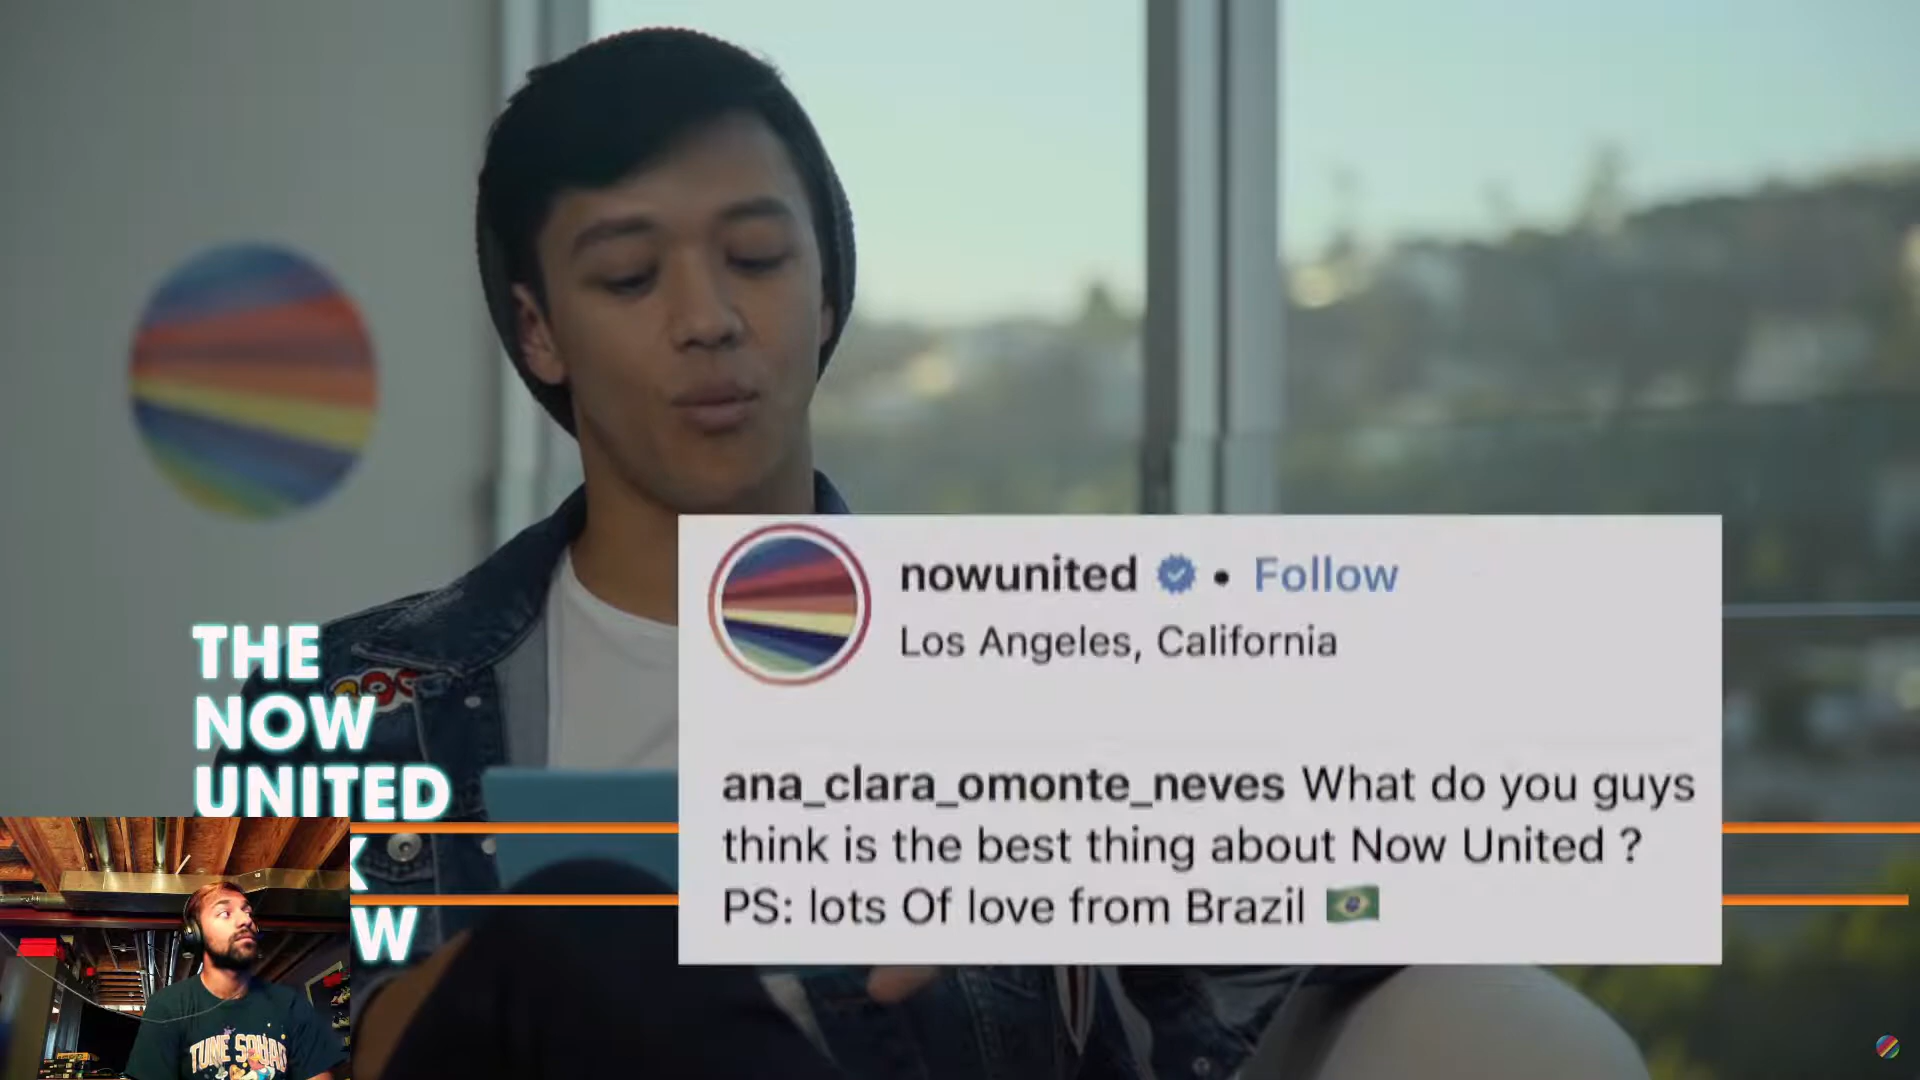 nowunited • Follow
Los Angeles, California
ana_clara_omonte_neves What do you guys
think is the best thing about Now United ?
PS: lots Of love from Brazil 🇧🇷
THE
NOW
UNITED
K
W
TUNE SQUAD